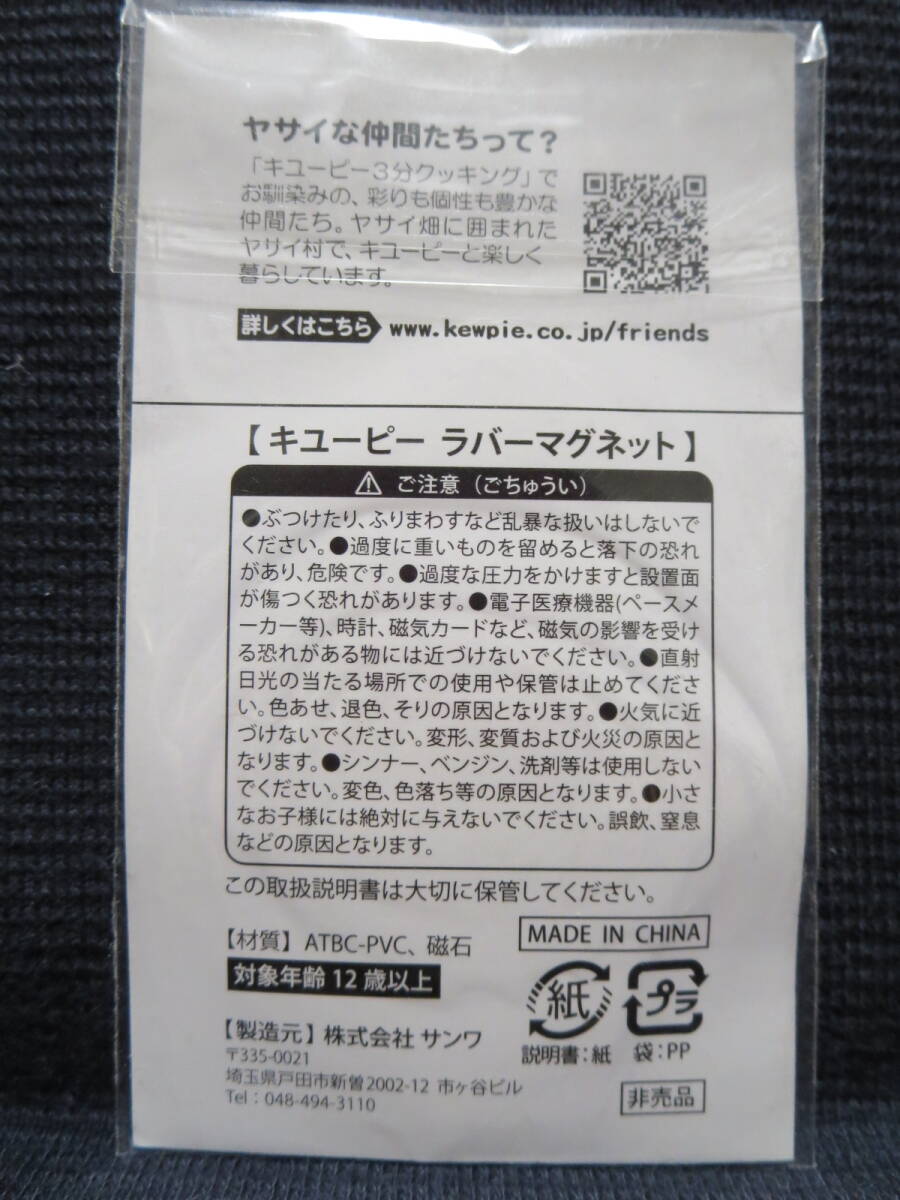 ヤサイな仲間たちって？
「キユーピー3分クッキング」で
お馴染みの、彩りも個性も豊かな
仲間たち。ヤサイ畑に囲まれた
ヤサイ村で、キユーピーと楽しく
暮らしています。
詳しくはこちら www.kewpie.co.jp/friends
【キユーピー ラバーマグネット】
⚠ ご注意（ごちゅうい）
●ぶつけたり、ふりまわすなど乱暴な扱いはしないで
ください。●過度に重いものを留めると落下の恐れ
があり、危険です。●過度な圧力をかけますと設置面
が傷つく恐れがあります。●電子医療機器(ペースメ
ーカー等)、時計、磁気カードなど、磁気の影響を受け
る恐れがある物には近づけないでください。●直射
日光の当たる場所での使用や保管は止めてくださ
い。色あせ、退色、そりの原因となります。●火気に近
づけないでください。変形、変質および火災の原因と
なります。●シンナー、ベンジン、洗剤等は使用しない
でください。変色、色落ち等の原因となります。●小さ
なお子様には絶対に与えないでください。誤飲、窒息
などの原因となります。
この取扱説明書は大切に保管してください。
【材質】ATBC-PVC、磁石
対象年齢12歳以上
【製造元】株式会社 サンワ
〒335-0021
埼玉県戸田市新曽2002-12 市ヶ谷ビル
Tel：048-494-3110
MADE IN CHINA
紙
プラ
説明書：紙
袋：PP
非売品